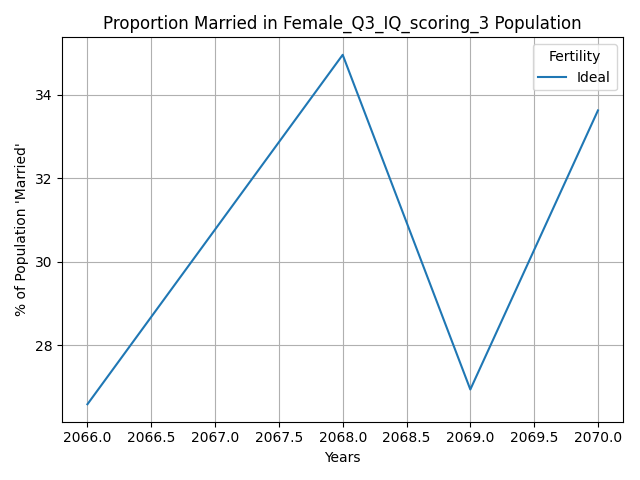 Proportion Married in Female_Q3_IQ_scoring_3 Population
Fertility
Ideal
% of Population 'Married'
34
32
30
28
2066.0 2066.5 2067.0 2067.5 2068.0 2068.5 2069.0 2069.5 2070.0
Years